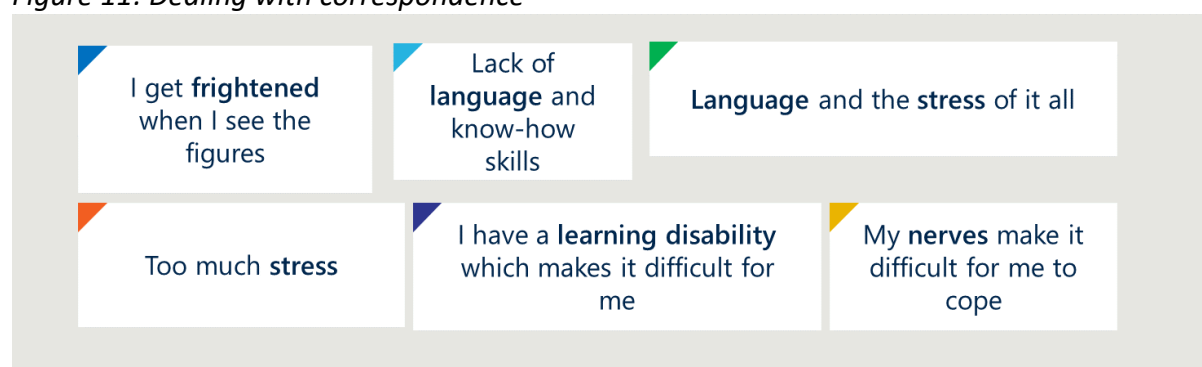 Figure 11: Dealing with correspondence
I get frightened
when I see the
figures
Lack of
language and
know-how
skills
Language and the stress of it all
Too much stress
I have a learning disability
which makes it difficult for
me
My nerves make it
difficult for me to
cope